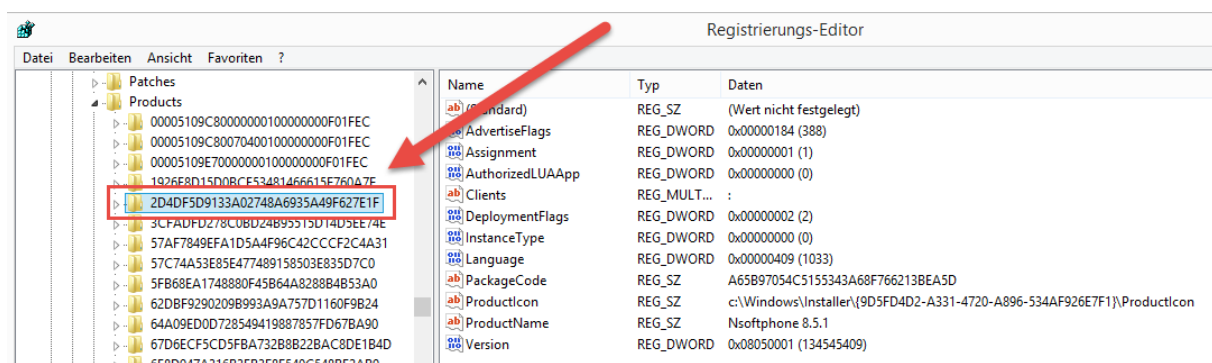 Registrierungs-Editor
Datei Bearbeiten Ansicht Favoriten ?
Patches
Products
00005109C80000000100000000F01FEC
00005109C80070400100000000F01FEC
00005109E70000000100000000F01FEC
1926F8D15D0BCF53481466615F760A7F
2D4DF5D9133A02748A6935A49F627E1F
3CFADFD278C0BD24B95515D14D5EE74E
57AF7849EFA1D5A4F96C42CCCF2C4A31
57C74A53E85E477489158503E835D7C0
5FB68EA1748880F45B64A8288B4B53A0
62DBF9290209B993A9A757D1160F9B24
64A09ED0D728549419887857FD67BA90
67D6ECF5CD5FBA732B8B22BAC8DE1B4D
Name Typ Daten
REG_SZ (Wert nicht festgelegt)
AdvertiseFlags REG_DWORD 0x00000184 (388)
Assignment REG_DWORD 0x00000001 (1)
AuthorizedLUAApp REG_DWORD 0x00000000 (0)
Clients REG_MULT... :
DeploymentFlags REG_DWORD 0x00000002 (2)
InstanceType REG_DWORD 0x00000000 (0)
Language REG_DWORD 0x00000409 (1033)
PackageCode REG_SZ A65B97054C5155343A68F766213BEA5D
ProductIcon REG_SZ c:\Windows\Installer\{9D5FD4D2-A331-4720-A896-534AF926E7F1}\ProductIcon
ProductName REG_SZ Nsoftphone 8.5.1
Version REG_DWORD 0x08050001 (134545409)